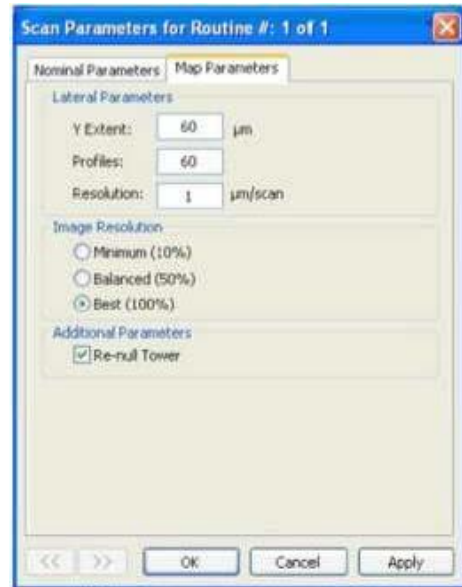 Scan Parameters for Routine #: 1 of 1
Nominal Parameters Map Parameters
Lateral Parameters
Y Extent: 60 µm
Profiles: 60
Resolution: 1 µm/scan
Image Resolution
Minimum (10%)
Balanced (50%)
Best (100%)
Additional Parameters
Re-null Tower
<< >> OK Cancel Apply